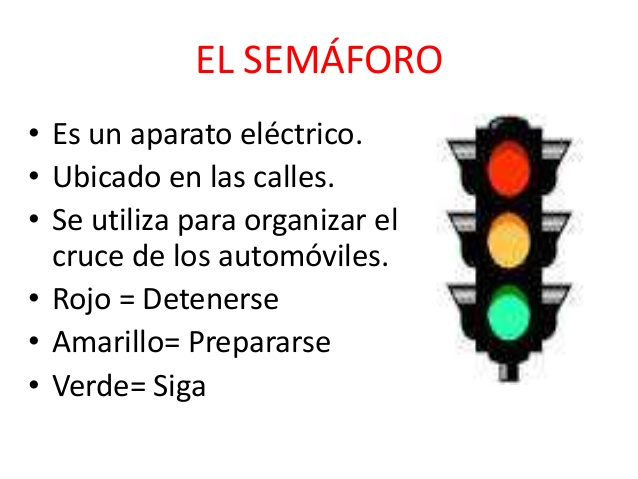 EL SEMÁFORO
• Es un aparato eléctrico.
• Ubicado en las calles.
• Se utiliza para organizar el
cruce de los automóviles.
• Rojo = Detenerse
• Amarillo= Prepararse
• Verde= Siga